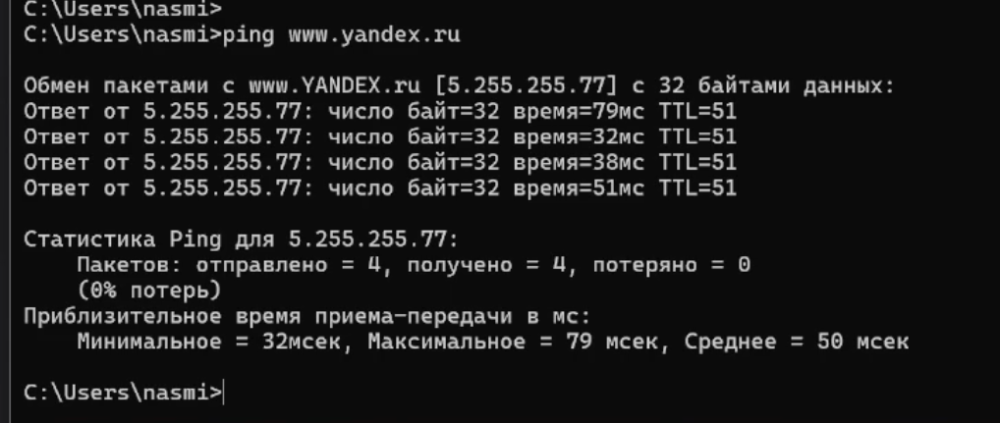 C:\Users\nasmi>
C:\Users\nasmi>ping www.yandex.ru
Обмен пакетами с www.YANDEX.ru [5.255.255.77] с 32 байтами данных:
Ответ от 5.255.255.77: число байт=32 время=79мс TTL=51
Ответ от 5.255.255.77: число байт=32 время=32мс TTL=51
Ответ от 5.255.255.77: число байт=32 время=38мс TTL=51
Ответ от 5.255.255.77: число байт=32 время=51мс TTL=51
Статистика Ping для 5.255.255.77:
Пакетов: отправлено = 4, получено = 4, потеряно = 0
(0% потерь)
Приблизительное время приема-передачи в мс:
Минимальное = 32мсек, Максимальное = 79 мсек, Среднее = 50 мсек
C:\Users\nasmi>